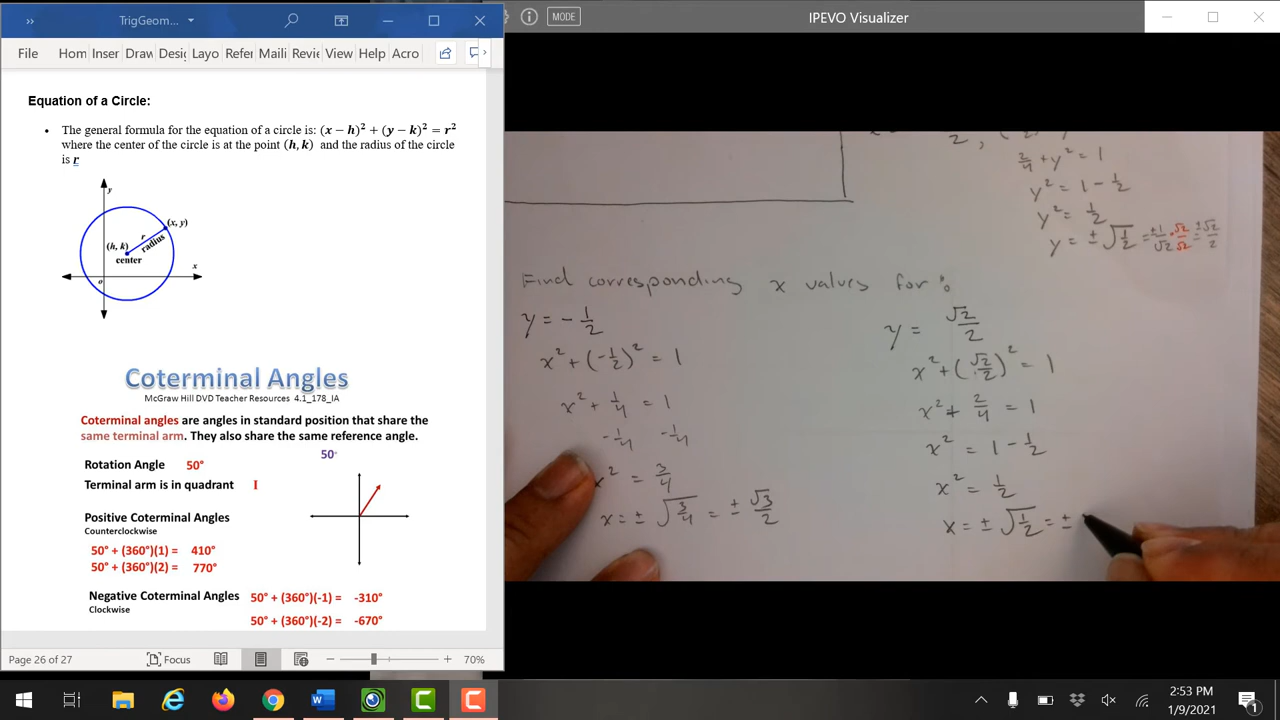 TrigGeom...
File Hom Inser Draw Desig Layo Refer Maili Revie View Help Acro
Equation of a Circle:
• The general formula for the equation of a circle is: (x − h)² + (y − k)² = r²
where the center of the circle is at the point (h, k) and the radius of the circle
is r
y
(x, y)
r
radius
(h, k)
center
x
o
Coterminal Angles
McGraw Hill DVD Teacher Resources 4.1_178_IA
Coterminal angles are angles in standard position that share the
same terminal arm. They also share the same reference angle.
50°
Rotation Angle 50°
Terminal arm is in quadrant I
Positive Coterminal Angles
Counterclockwise
50° + (360°)(1) = 410°
50° + (360°)(2) = 770°
Negative Coterminal Angles 50° + (360°)(-1) = -310°
Clockwise
50° + (360°)(-2) = -670°
Page 26 of 27 Focus 70%
MODE IPEVO Visualizer
2/4 + y² = 1
y² = 1 − 1/2
y² = 1/2
y = ± √(1/2) = ±1/√2 · √2/√2 = ±√2/2
Find corresponding x values for :
y = − 1/2
x² + (−1/2)² = 1
x² + 1/4 = 1
−1/4 −1/4
x² = 3/4
x = ± √(3/4) = ± √3/2
y = √2/2
x² + (√2/2)² = 1
x² + 2/4 = 1
x² = 1 − 1/2
x² = 1/2
x = ± √(1/2) = ±
2:53 PM
1/9/2021
1